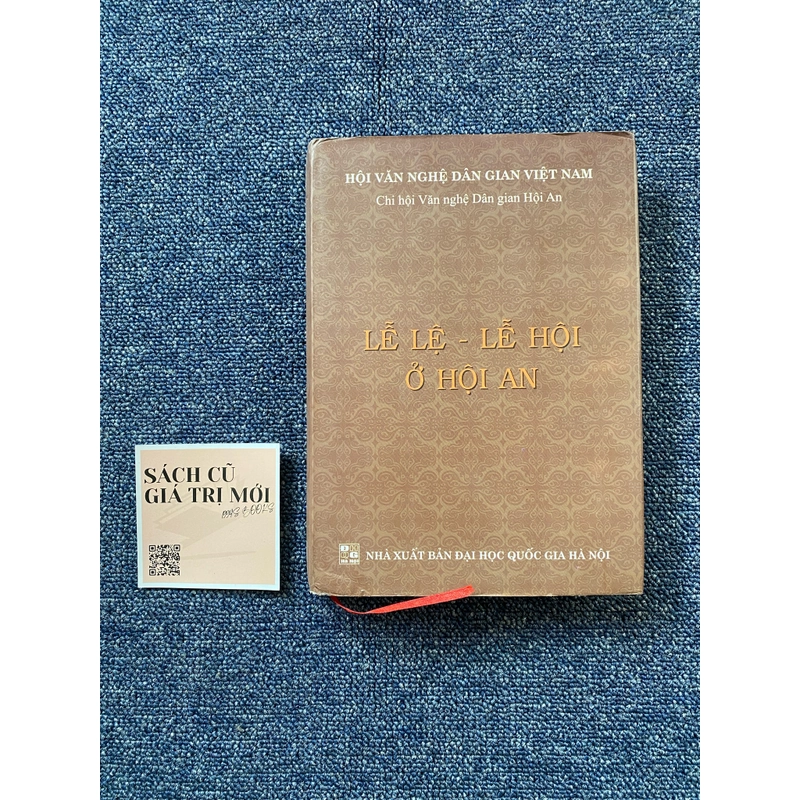 HỘI VĂN NGHỆ DÂN GIAN VIỆT NAM
Chi hội Văn nghệ Dân gian Hội An
LỄ LỆ - LỄ HỘI
Ở HỘI AN
NHÀ XUẤT BẢN ĐẠI HỌC QUỐC GIA HÀ NỘI
SÁCH CŨ
GIÁ TRỊ MỚI